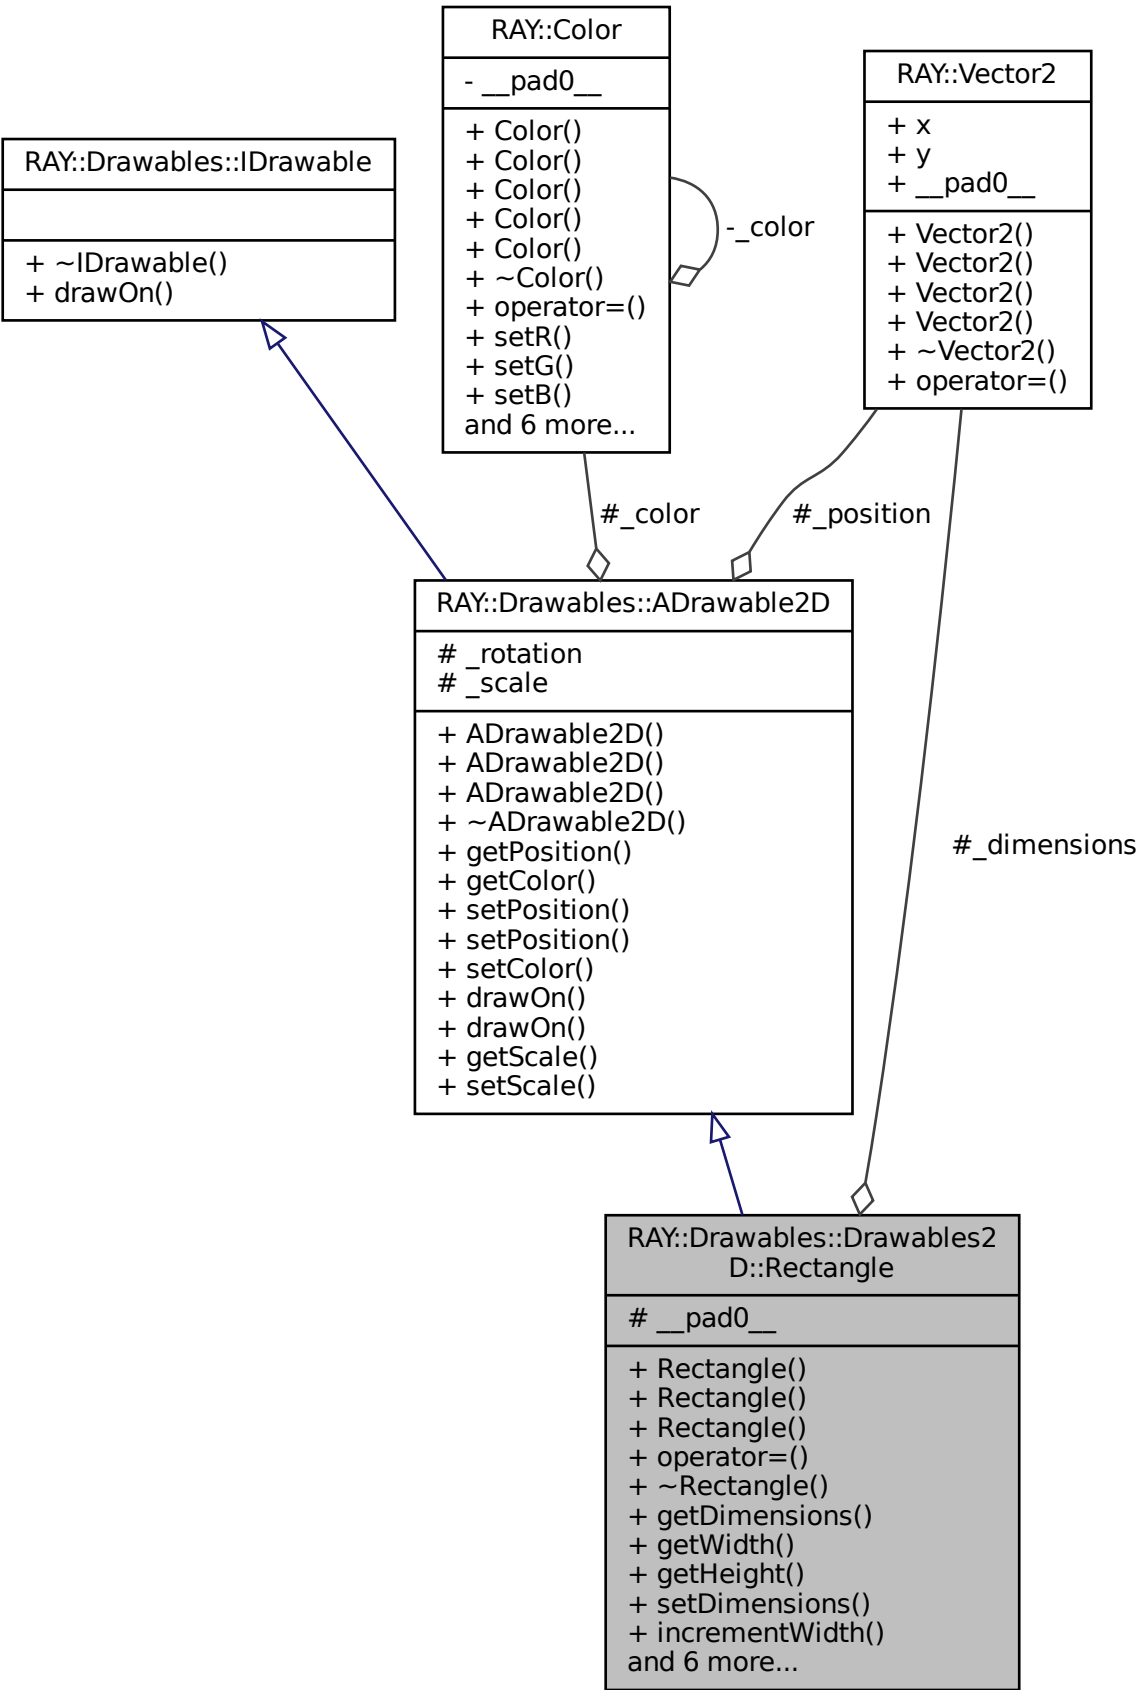 RAY::Color
- __pad0__
+ Color()
+ Color()
+ Color()
+ Color()
+ Color()
+ ~Color()
+ operator=()
+ setR()
+ setG()
+ setB()
and 6 more...
-_color
RAY::Vector2
+ x
+ y
+ __pad0__
+ Vector2()
+ Vector2()
+ Vector2()
+ Vector2()
+ ~Vector2()
+ operator=()
RAY::Drawables::IDrawable
+ ~IDrawable()
+ drawOn()
#_color
#_position
RAY::Drawables::ADrawable2D
# _rotation
# _scale
+ ADrawable2D()
+ ADrawable2D()
+ ADrawable2D()
+ ~ADrawable2D()
+ getPosition()
+ getColor()
+ setPosition()
+ setPosition()
+ setColor()
+ drawOn()
+ drawOn()
+ getScale()
+ setScale()
#_dimensions
RAY::Drawables::Drawables2
D::Rectangle
# __pad0__
+ Rectangle()
+ Rectangle()
+ Rectangle()
+ operator=()
+ ~Rectangle()
+ getDimensions()
+ getWidth()
+ getHeight()
+ setDimensions()
+ incrementWidth()
and 6 more...